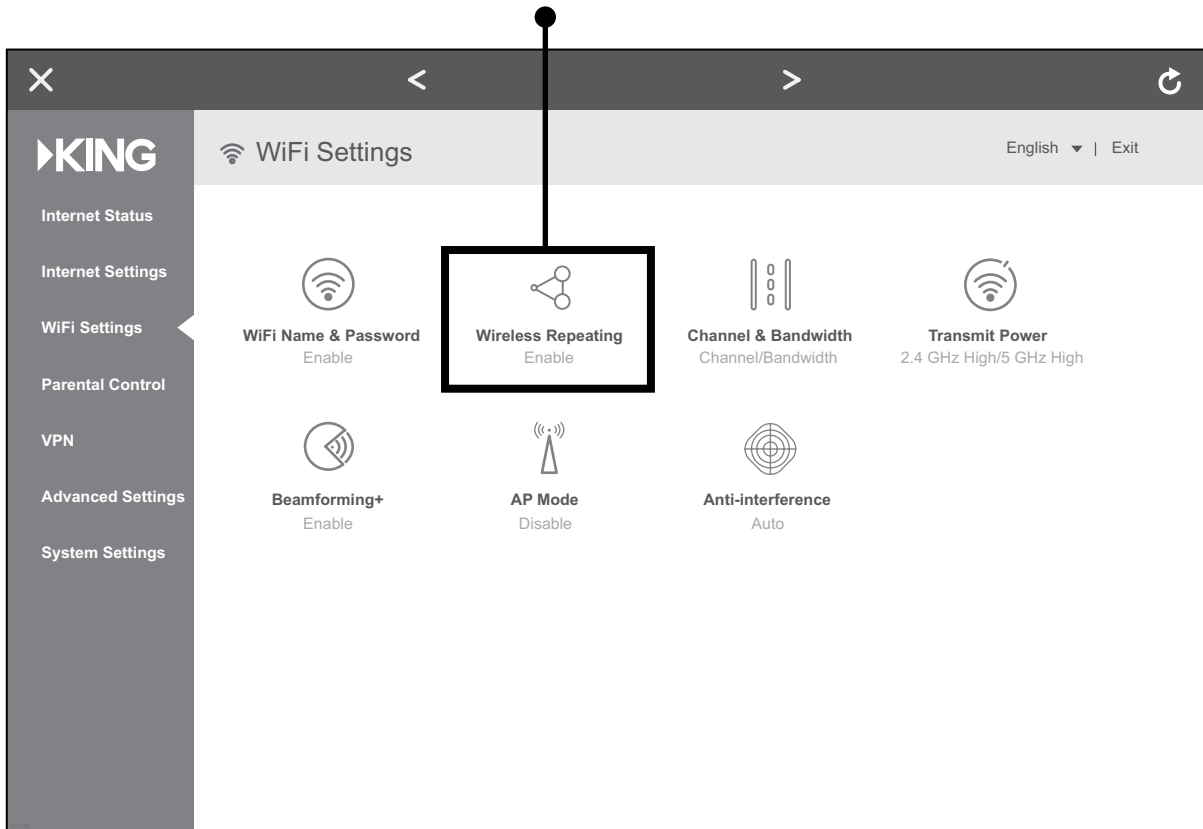 KING
WiFi Settings
English | Exit
Internet Status
Internet Settings
WiFi Settings
Parental Control
VPN
Advanced Settings
System Settings
WiFi Name & Password
Enable
Wireless Repeating
Enable
Channel & Bandwidth
Channel/Bandwidth
Transmit Power
2.4 GHz High/5 GHz High
Beamforming+
Enable
AP Mode
Disable
Anti-interference
Auto